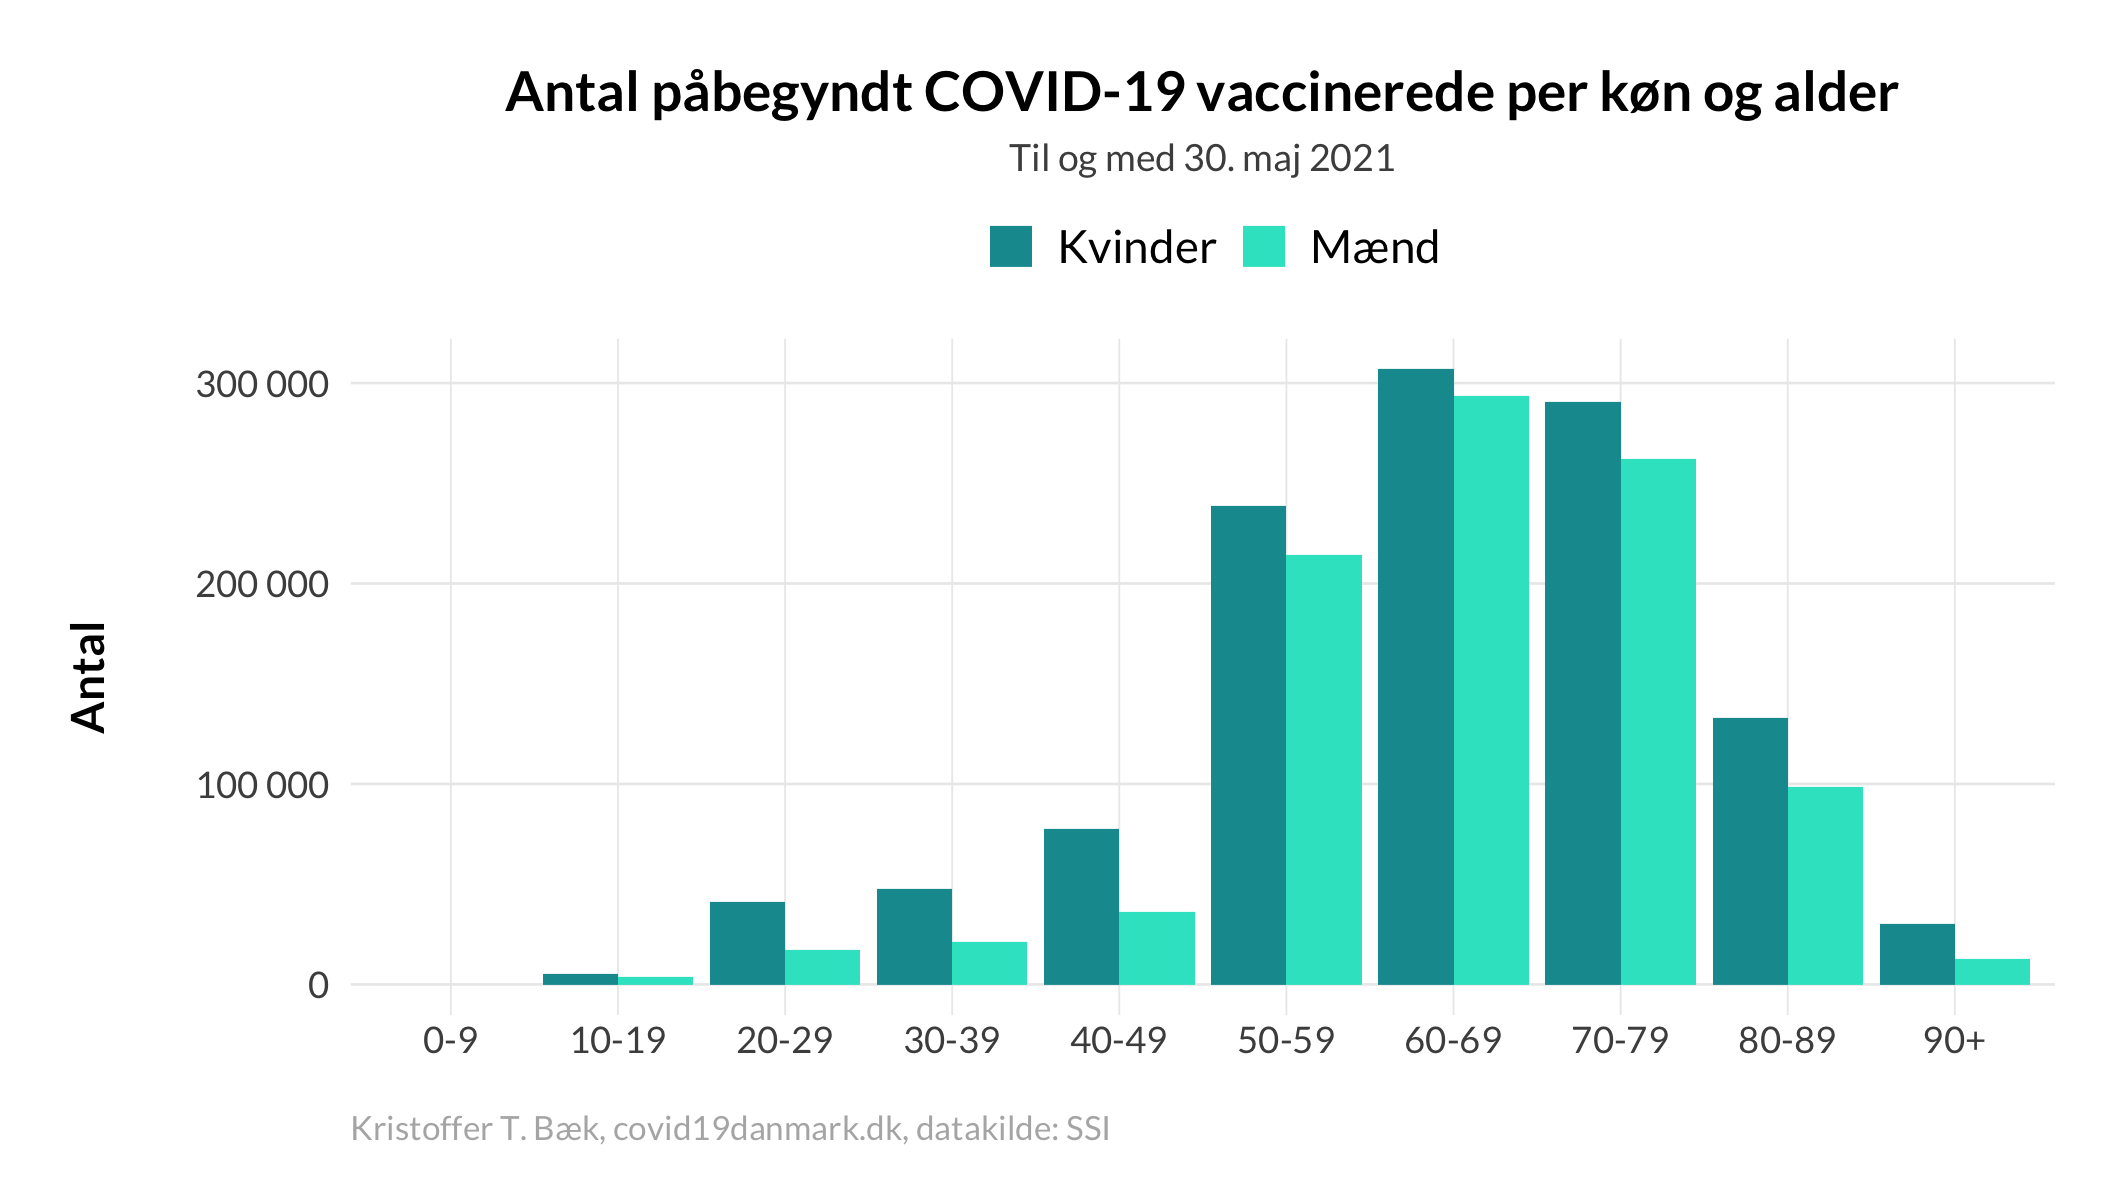 Antal påbegyndt COVID-19 vaccinerede per køn og alder
Til og med 30. maj 2021
Kvinder Mænd
300 000
200 000
100 000
0
Antal
0-9 10-19 20-29 30-39 40-49 50-59 60-69 70-79 80-89 90+
Kristoffer T. Bæk, covid19danmark.dk, datakilde: SSI